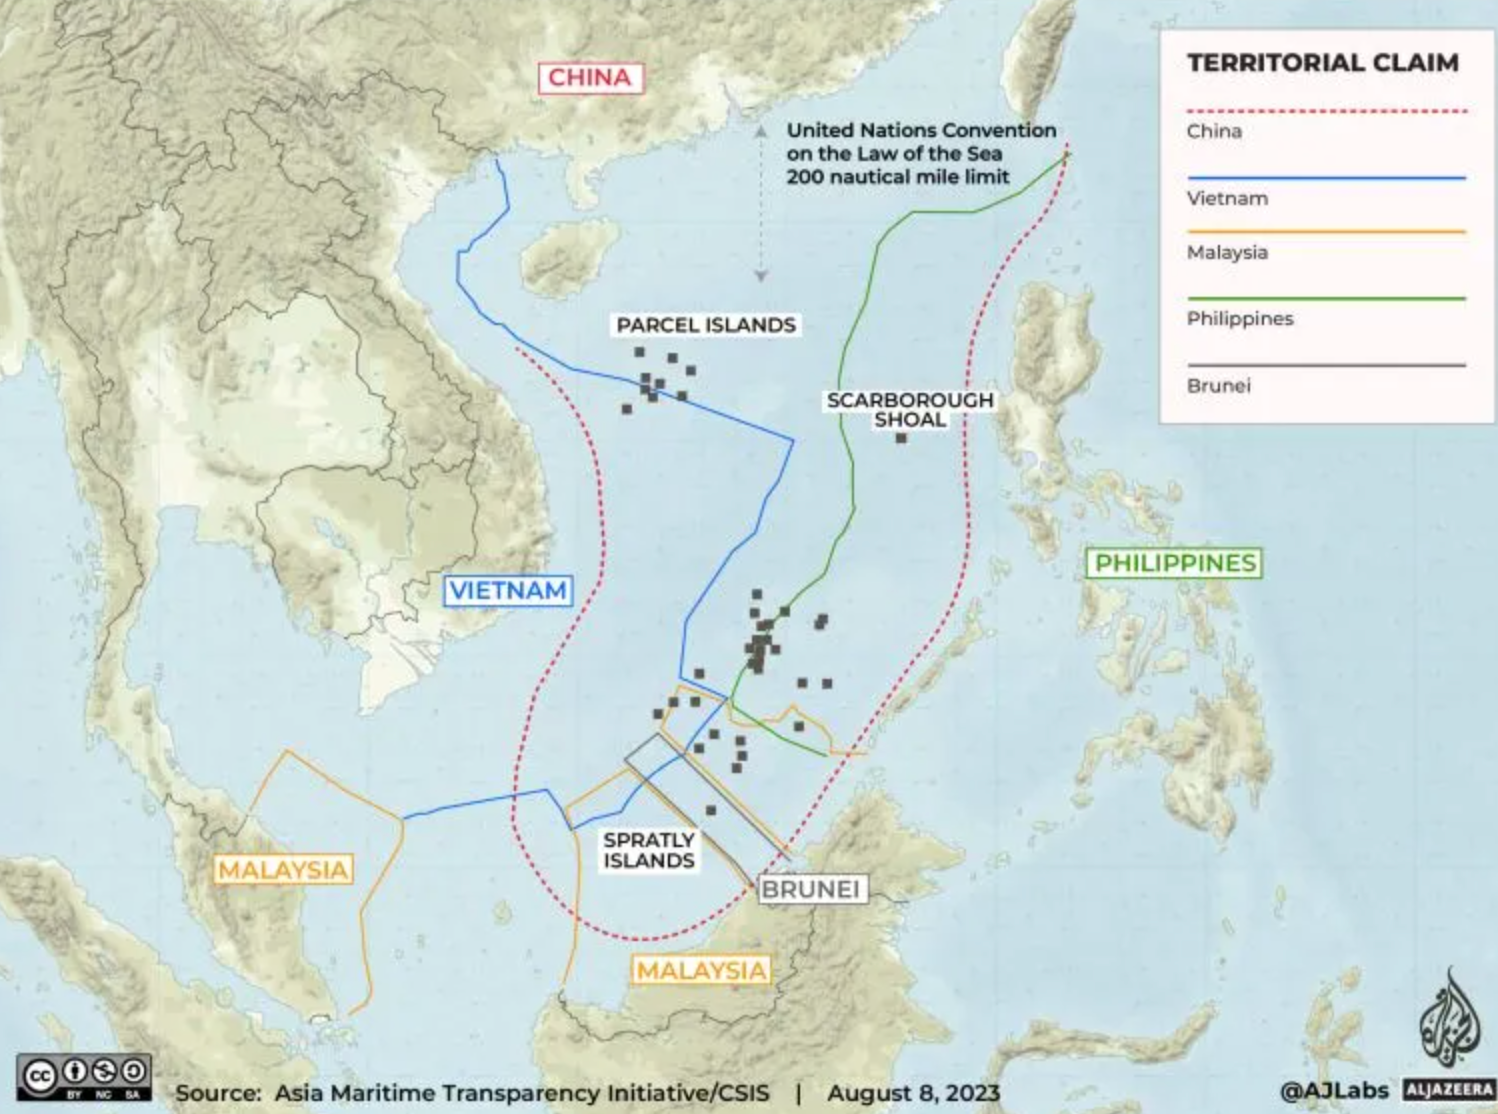 CHINA
United Nations Convention
on the Law of the Sea
200 nautical mile limit
TERRITORIAL CLAIM
China
Vietnam
Malaysia
Philippines
Brunei
PARCEL ISLANDS
SCARBOROUGH
SHOAL
VIETNAM
PHILIPPINES
SPRATLY
ISLANDS
MALAYSIA
BRUNEI
MALAYSIA
cc BY NC SA
Source: Asia Maritime Transparency Initiative/CSIS | August 8, 2023
@AJLabs ALJAZEERA